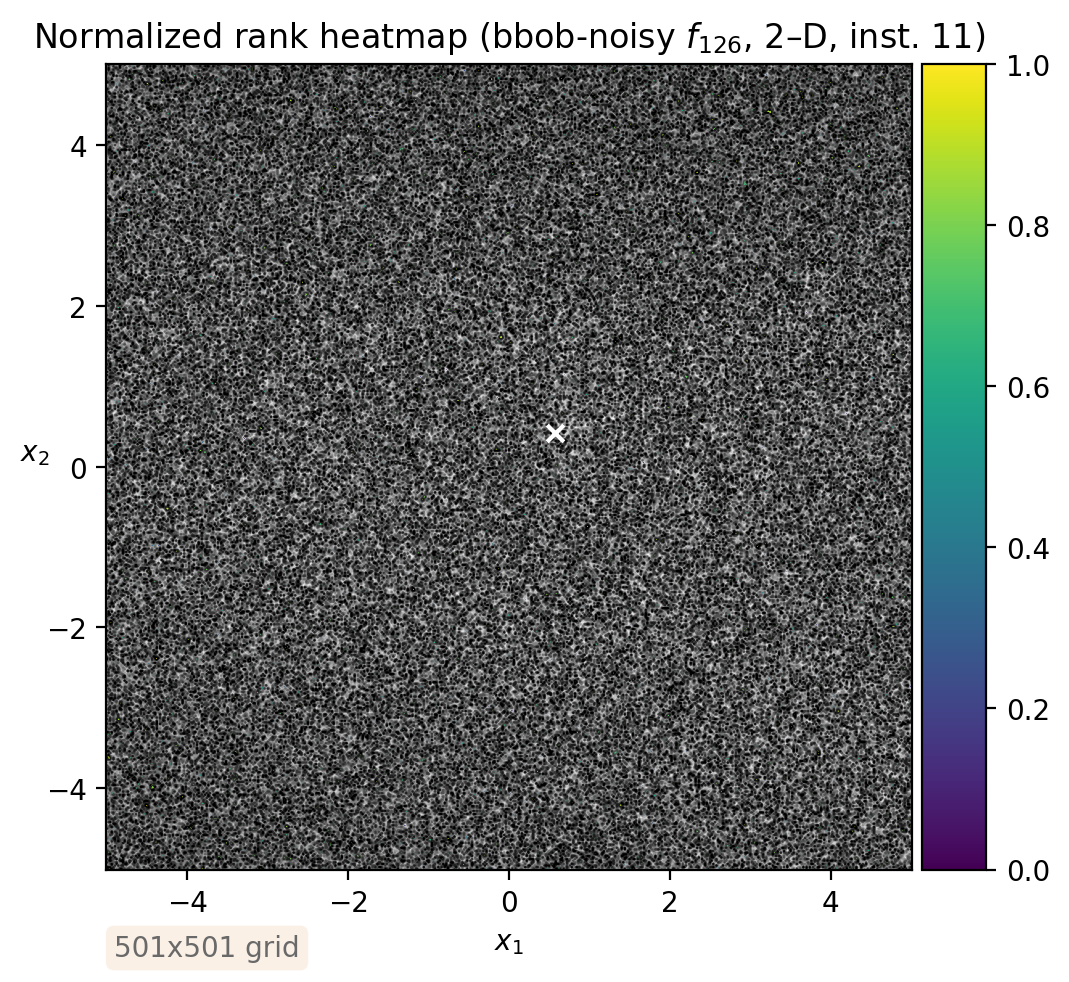 Normalized rank heatmap (bbob-noisy f₁₂₆, 2–D, inst. 11)
1.0
0.8
0.6
0.4
0.2
0.0
x₂
4
2
0
−2
−4
−4 −2 0 2 4
x₁
501x501 grid